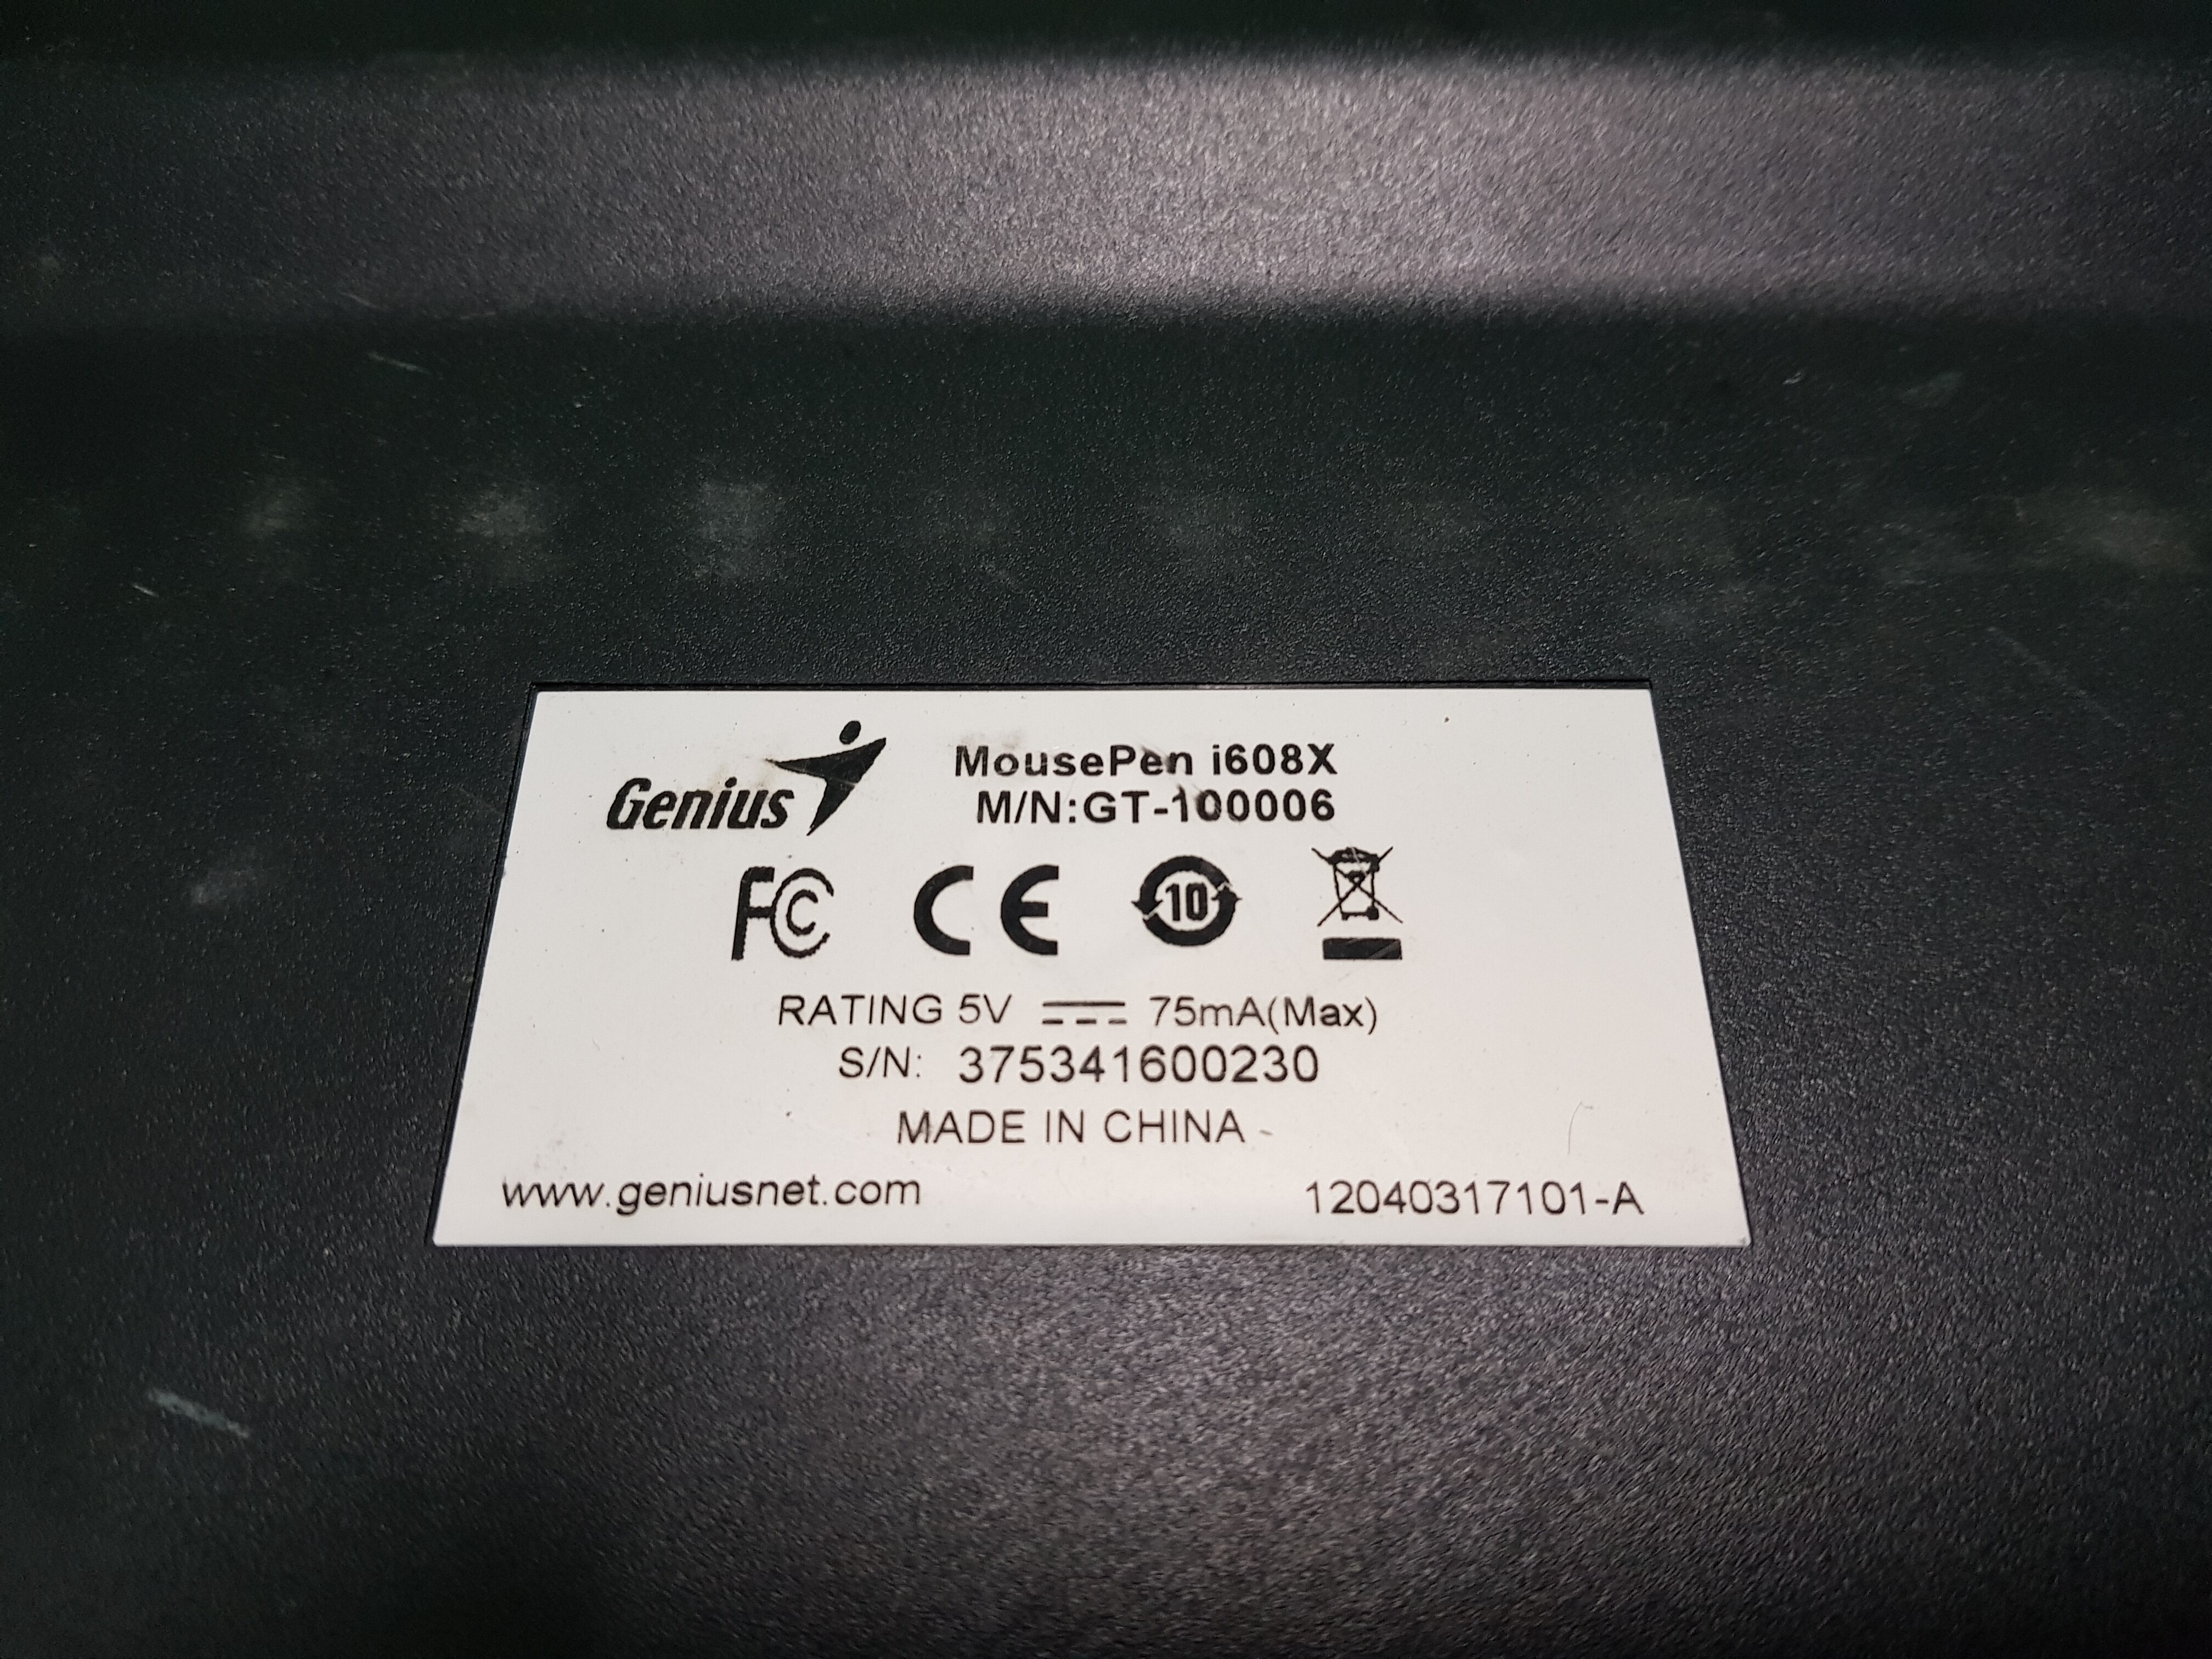 Genius
MousePen i608X
M/N:GT-100006
FC CE 10
RATING 5V ⎓ 75mA(Max)
S/N: 375341600230
MADE IN CHINA
www.geniusnet.com
12040317101-A